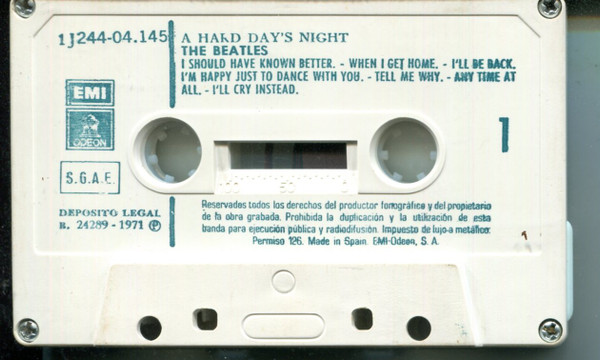 1J244-04.145
A HARD DAY'S NIGHT
THE BEATLES
I SHOULD HAVE KNOWN BETTER. - WHEN I GET HOME. - I'LL BE BACK.
I'M HAPPY JUST TO DANCE WITH YOU. - TELL ME WHY. - ANY TIME AT
ALL. - I'LL CRY INSTEAD.
EMI
ODEON
1
S.G.A.E.
50
DEPOSITO LEGAL
B. 24289 - 1971 Ⓟ
Reservados todos los derechos del productor fonográfico y del propietario
de la obra grabada. Prohibida la duplicación y la utilización de esta
banda para ejecución pública y radiodifusión. Impuesto de lujo a metálico:
Permiso 126. Made in Spain. EMI-Odeon, S. A.